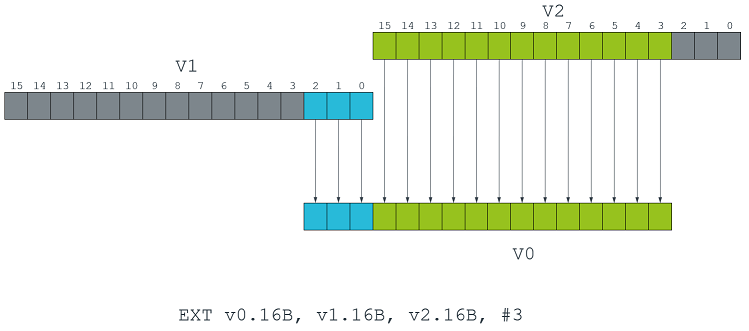 V2
15 14 13 12 11 10 9 8 7 6 5 4 3 2 1 0
V1
15 14 13 12 11 10 9 8 7 6 5 4 3 2 1 0
V0
EXT v0.16B, v1.16B, v2.16B, #3